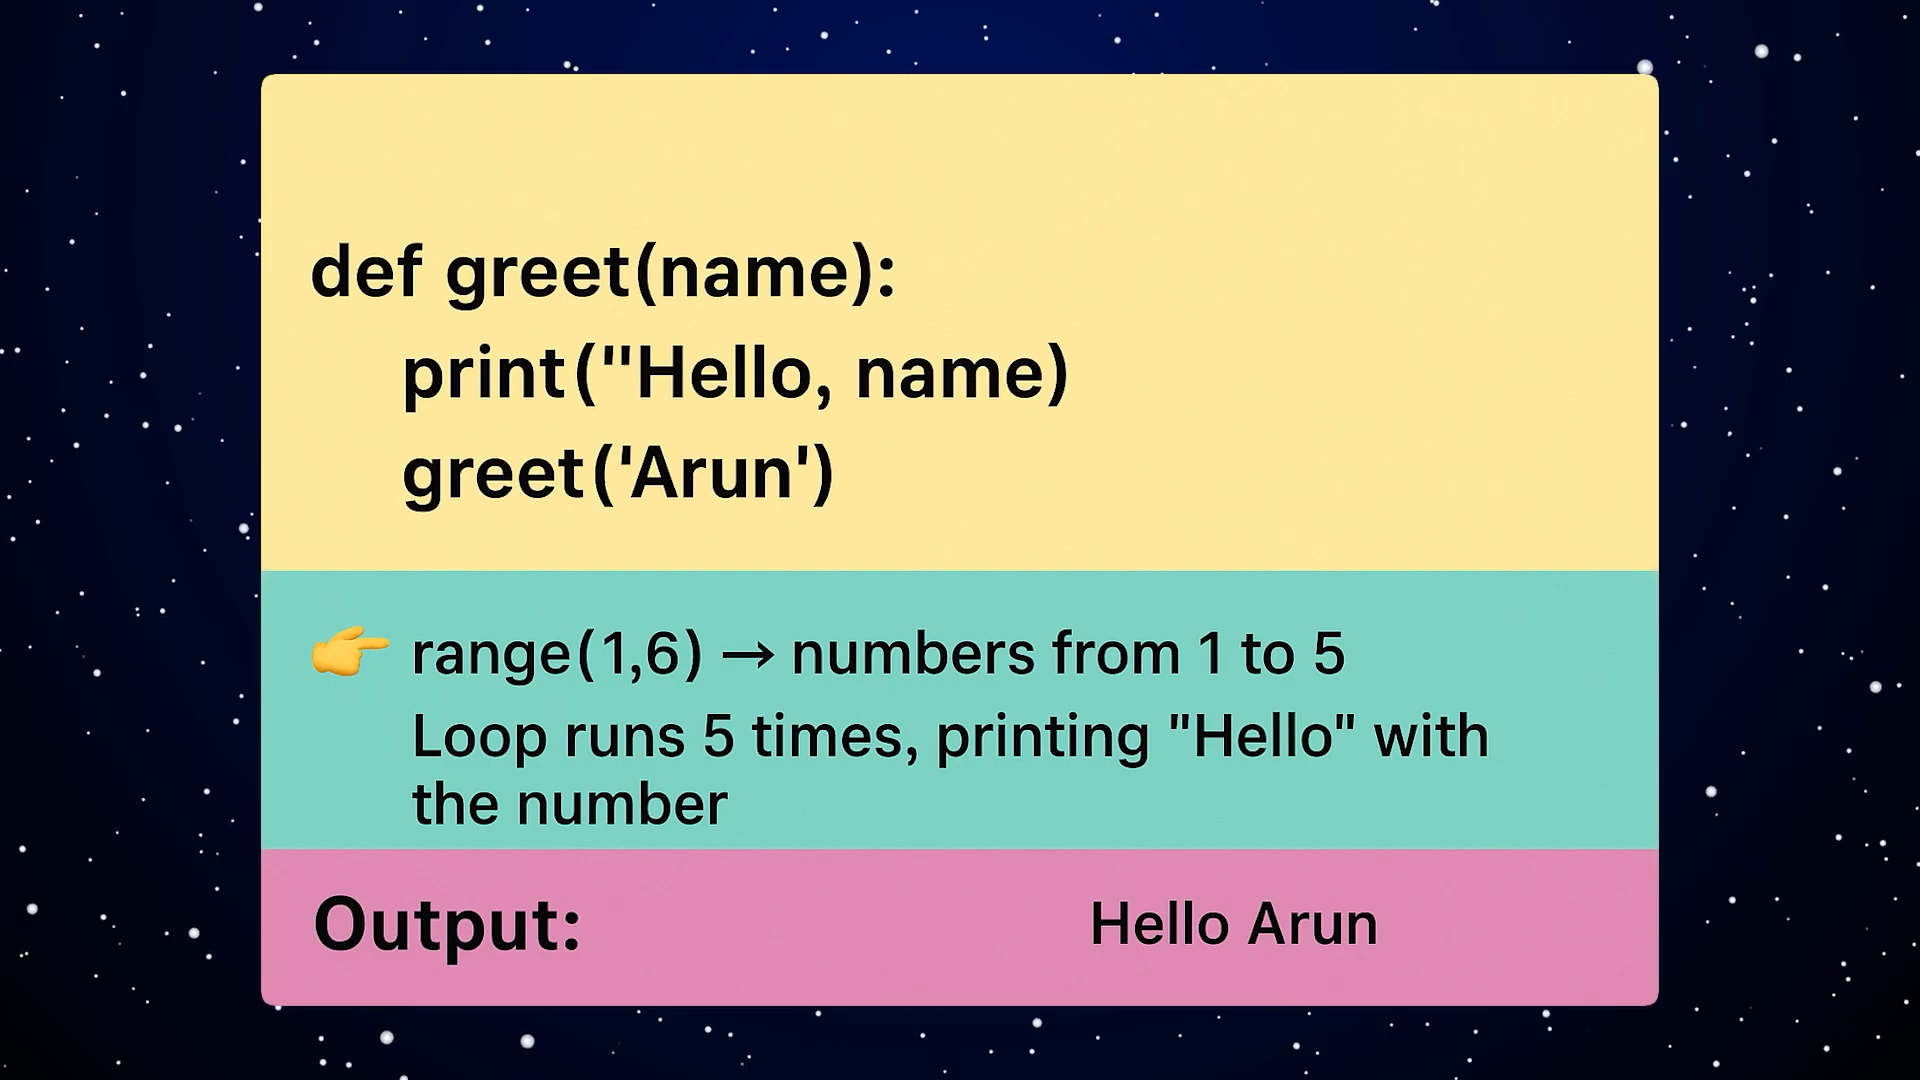 def greet(name):
print("Hello, name)
greet('Arun')
👉 range(1,6) → numbers from 1 to 5
Loop runs 5 times, printing "Hello" with
the number
Output: Hello Arun